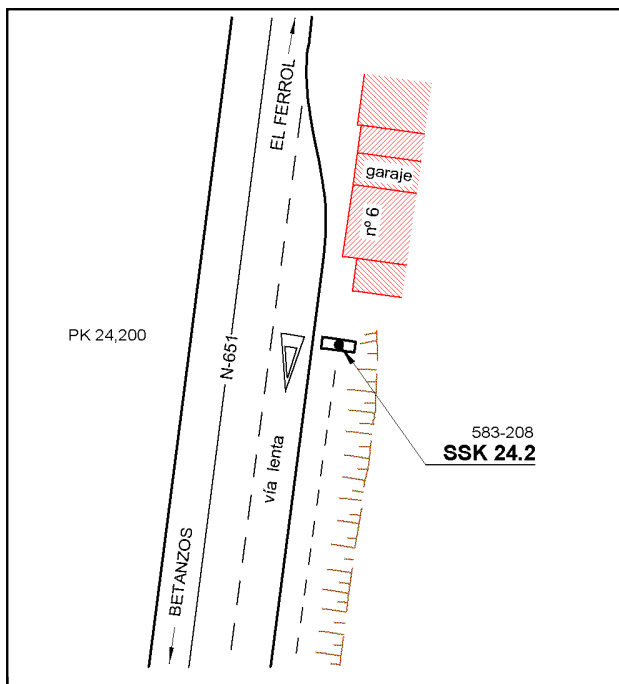 EL FERROL
garaje
nº 6
PK 24,200
N-651
583-208
SSK 24.2
vía lenta
BETANZOS